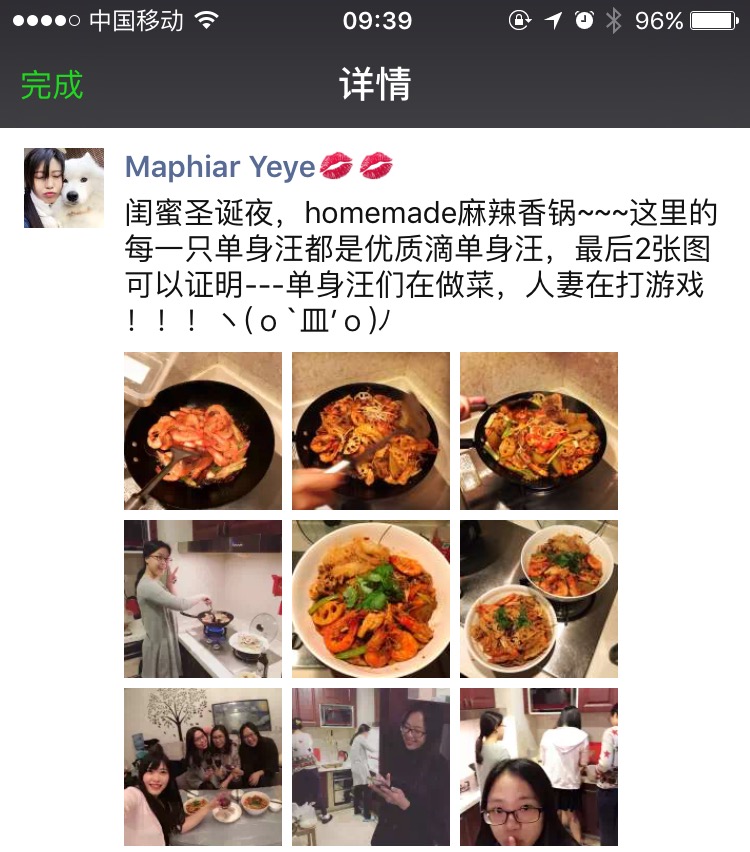 中国移动 09:39 96%
完成 详情
Maphiar Yeye💋💋
闺蜜圣诞夜，homemade麻辣香锅~~~这里的
每一只单身汪都是优质滴单身汪，最后2张图
可以证明---单身汪们在做菜，人妻在打游戏
！！！ヽ(ｏ`皿′ｏ)ﾉ